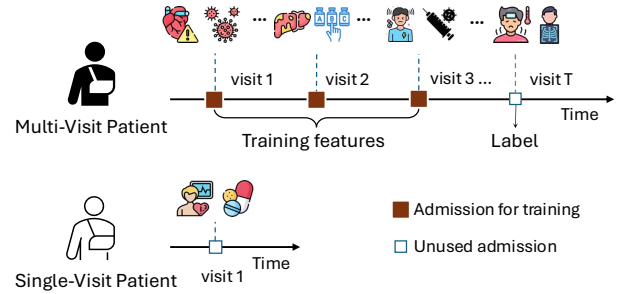 ... ... ...
A B C
visit 1 visit 2 visit 3 ... visit T
Time
Multi-Visit Patient
Training features Label
Admission for training
Unused admission
visit 1 Time
Single-Visit Patient